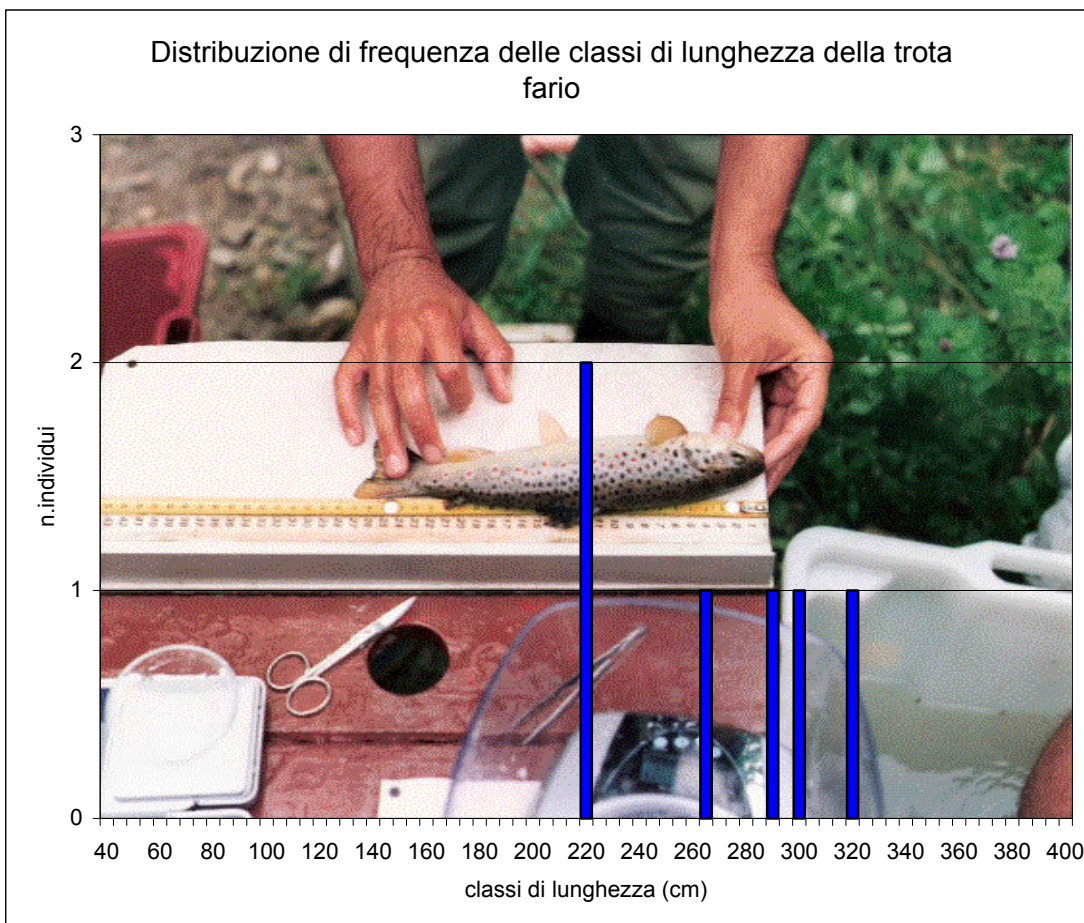 Distribuzione di frequenza delle classi di lunghezza della trota
fario
3
2
1
0
n.individui
40 60 80 100 120 140 160 180 200 220 240 260 280 300 320 340 360 380 400
classi di lunghezza (cm)